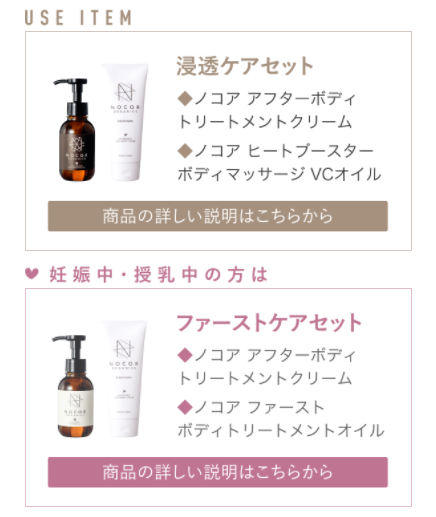 USE ITEM
浸透ケアセット
◆ノコア アフターボディ
トリートメントクリーム
◆ノコア ヒートブースター
ボディマッサージ VCオイル
NOCOR
ORGANICS
NOCOR
商品の詳しい説明はこちらから
♥ 妊娠中・授乳中の方は
ファーストケアセット
◆ノコア アフターボディ
トリートメントクリーム
◆ノコア ファースト
ボディトリートメントオイル
NOCOR
ORGANICS
NOCOR
商品の詳しい説明はこちらから